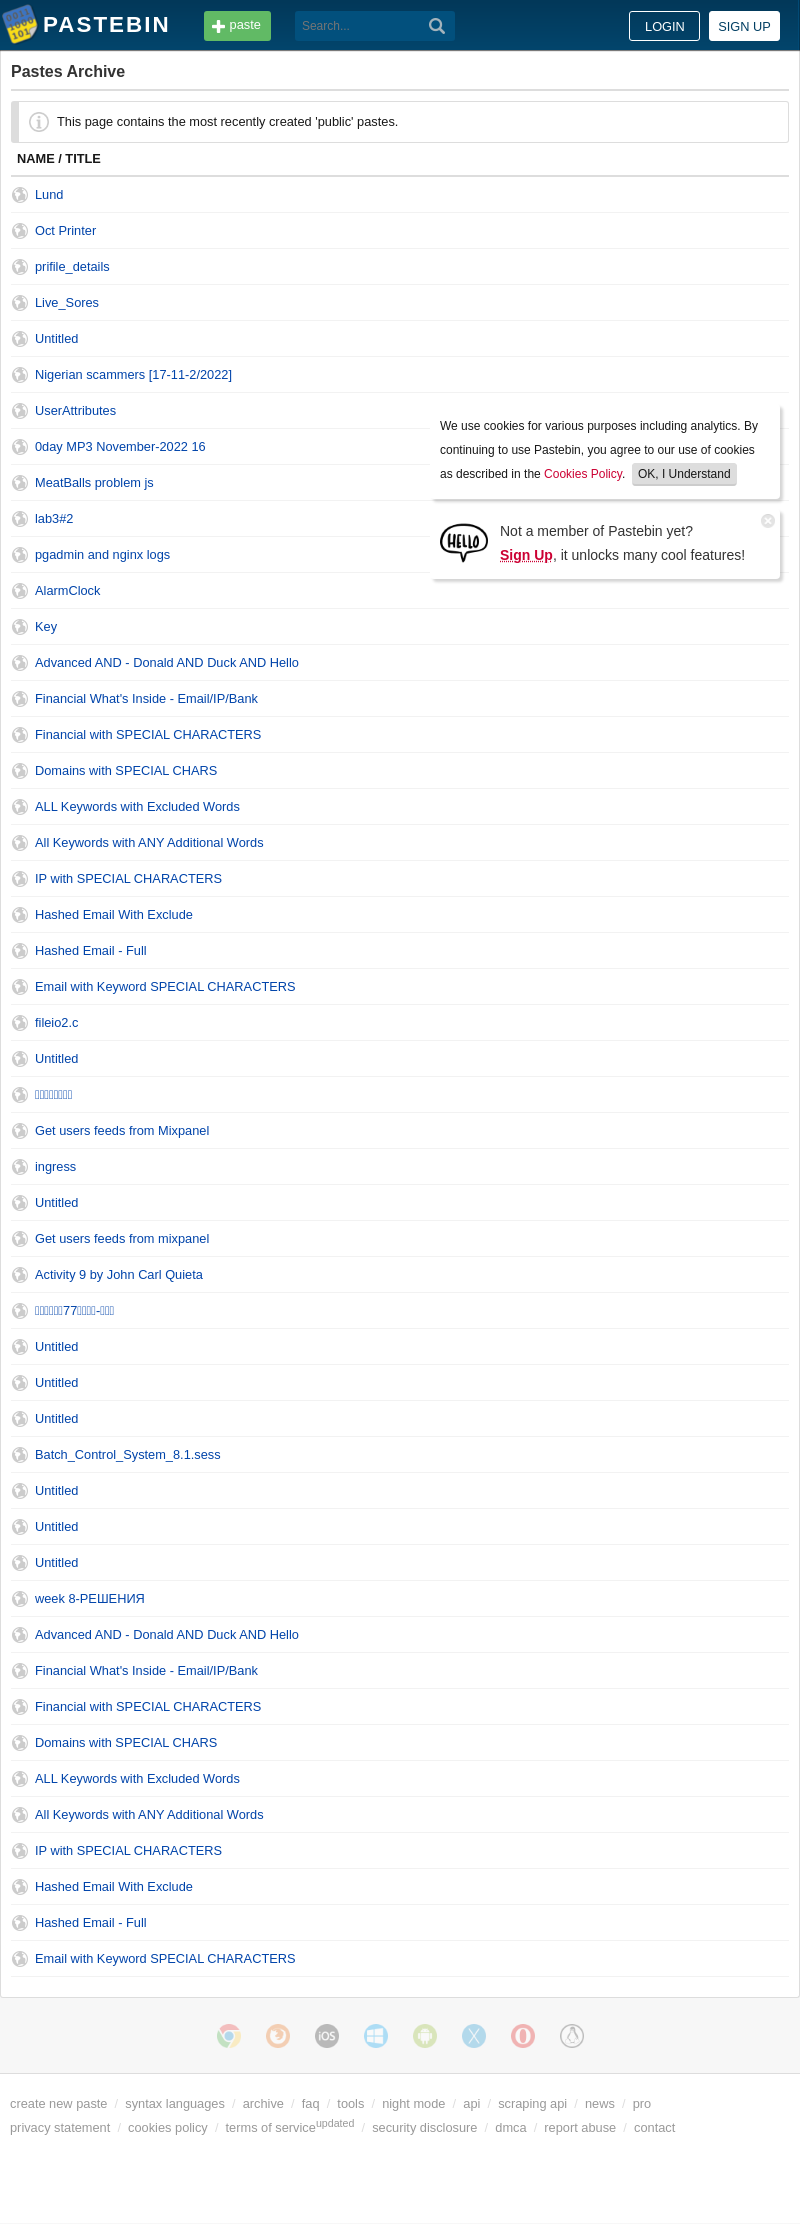 PASTEBIN
paste
Search...
LOGIN
SIGN UP
Pastes Archive
This page contains the most recently created 'public' pastes.
NAME / TITLE
Lund
Oct Printer
prifile_details
Live_Sores
Untitled
Nigerian scammers [17-11-2/2022]
UserAttributes
0day MP3 November-2022 16
MeatBalls problem js
lab3#2
pgadmin and nginx logs
We use cookies for various purposes including analytics. By
continuing to use Pastebin, you agree to our use of cookies
as described in the Cookies Policy. OK, I Understand
HELLO
Not a member of Pastebin yet?
Sign Up, it unlocks many cool features!
AlarmClock
Key
Advanced AND - Donald AND Duck AND Hello
Financial What's Inside - Email/IP/Bank
Financial with SPECIAL CHARACTERS
Domains with SPECIAL CHARS
ALL Keywords with Excluded Words
All Keywords with ANY Additional Words
IP with SPECIAL CHARACTERS
Hashed Email With Exclude
Hashed Email - Full
Email with Keyword SPECIAL CHARACTERS
fileio2.c
Untitled
Get users feeds from Mixpanel
ingress
Untitled
Get users feeds from mixpanel
Activity 9 by John Carl Quieta
77 -
Untitled
Untitled
Untitled
Batch_Control_System_8.1.sess
Untitled
Untitled
Untitled
week 8-РЕШЕНИЯ
Advanced AND - Donald AND Duck AND Hello
Financial What's Inside - Email/IP/Bank
Financial with SPECIAL CHARACTERS
Domains with SPECIAL CHARS
ALL Keywords with Excluded Words
All Keywords with ANY Additional Words
IP with SPECIAL CHARACTERS
Hashed Email With Exclude
Hashed Email - Full
Email with Keyword SPECIAL CHARACTERS
iOS
create new paste / syntax languages / archive / faq / tools / night mode / api / scraping api / news / pro
privacy statement / cookies policy / terms of service updated / security disclosure / dmca / report abuse / contact